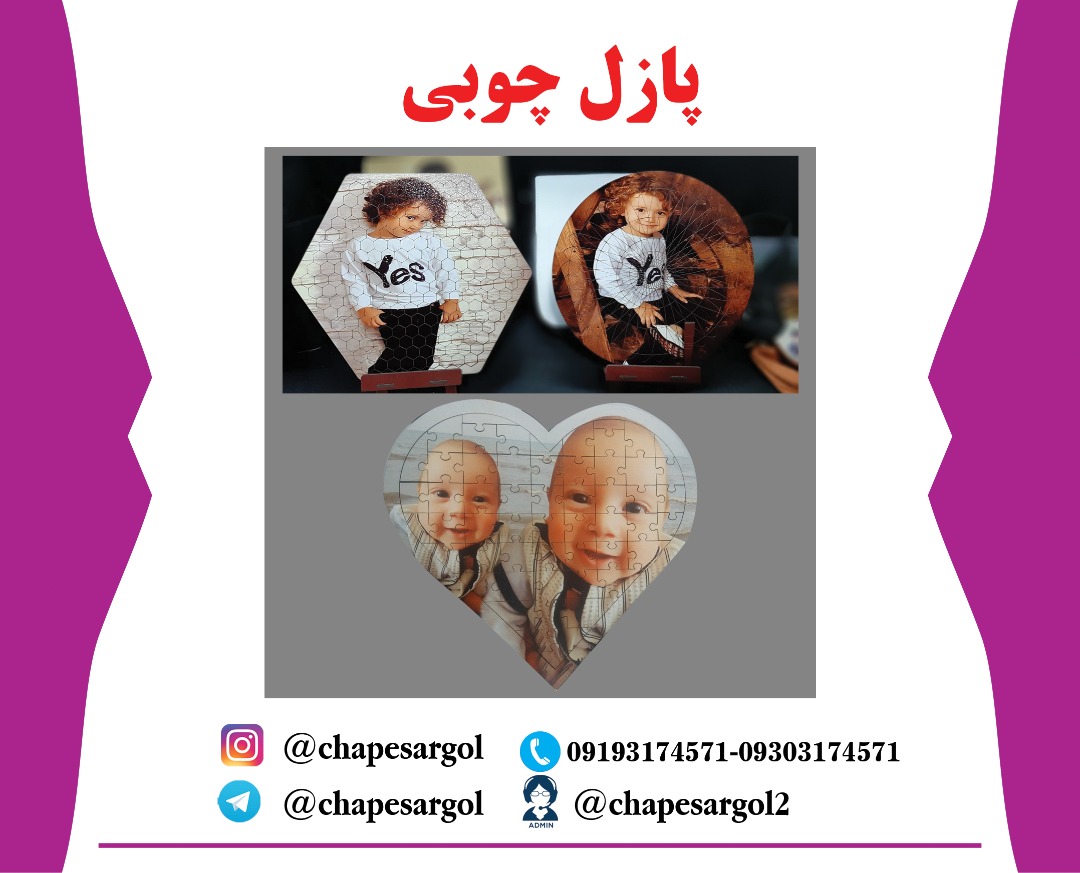 پازل چوبی
Yes
Yes
@chapesargol
09193174571-09303174571
@chapesargol
ADMIN
@chapesargol2